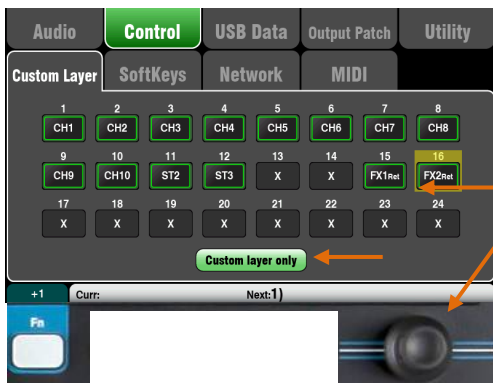 Audio Control USB Data Output Patch Utility
Custom Layer SoftKeys Network MIDI
1 2 3 4 5 6 7 8
CH1 CH2 CH3 CH4 CH5 CH6 CH7 CH8
9 10 11 12 13 14 15 16
CH9 CH10 ST2 ST3 X X FX1Ret FX2Ret
17 18 19 20 21 22 23 24
X X X X X X X X
Custom layer only
+1 Curr: Next:1)
Fn